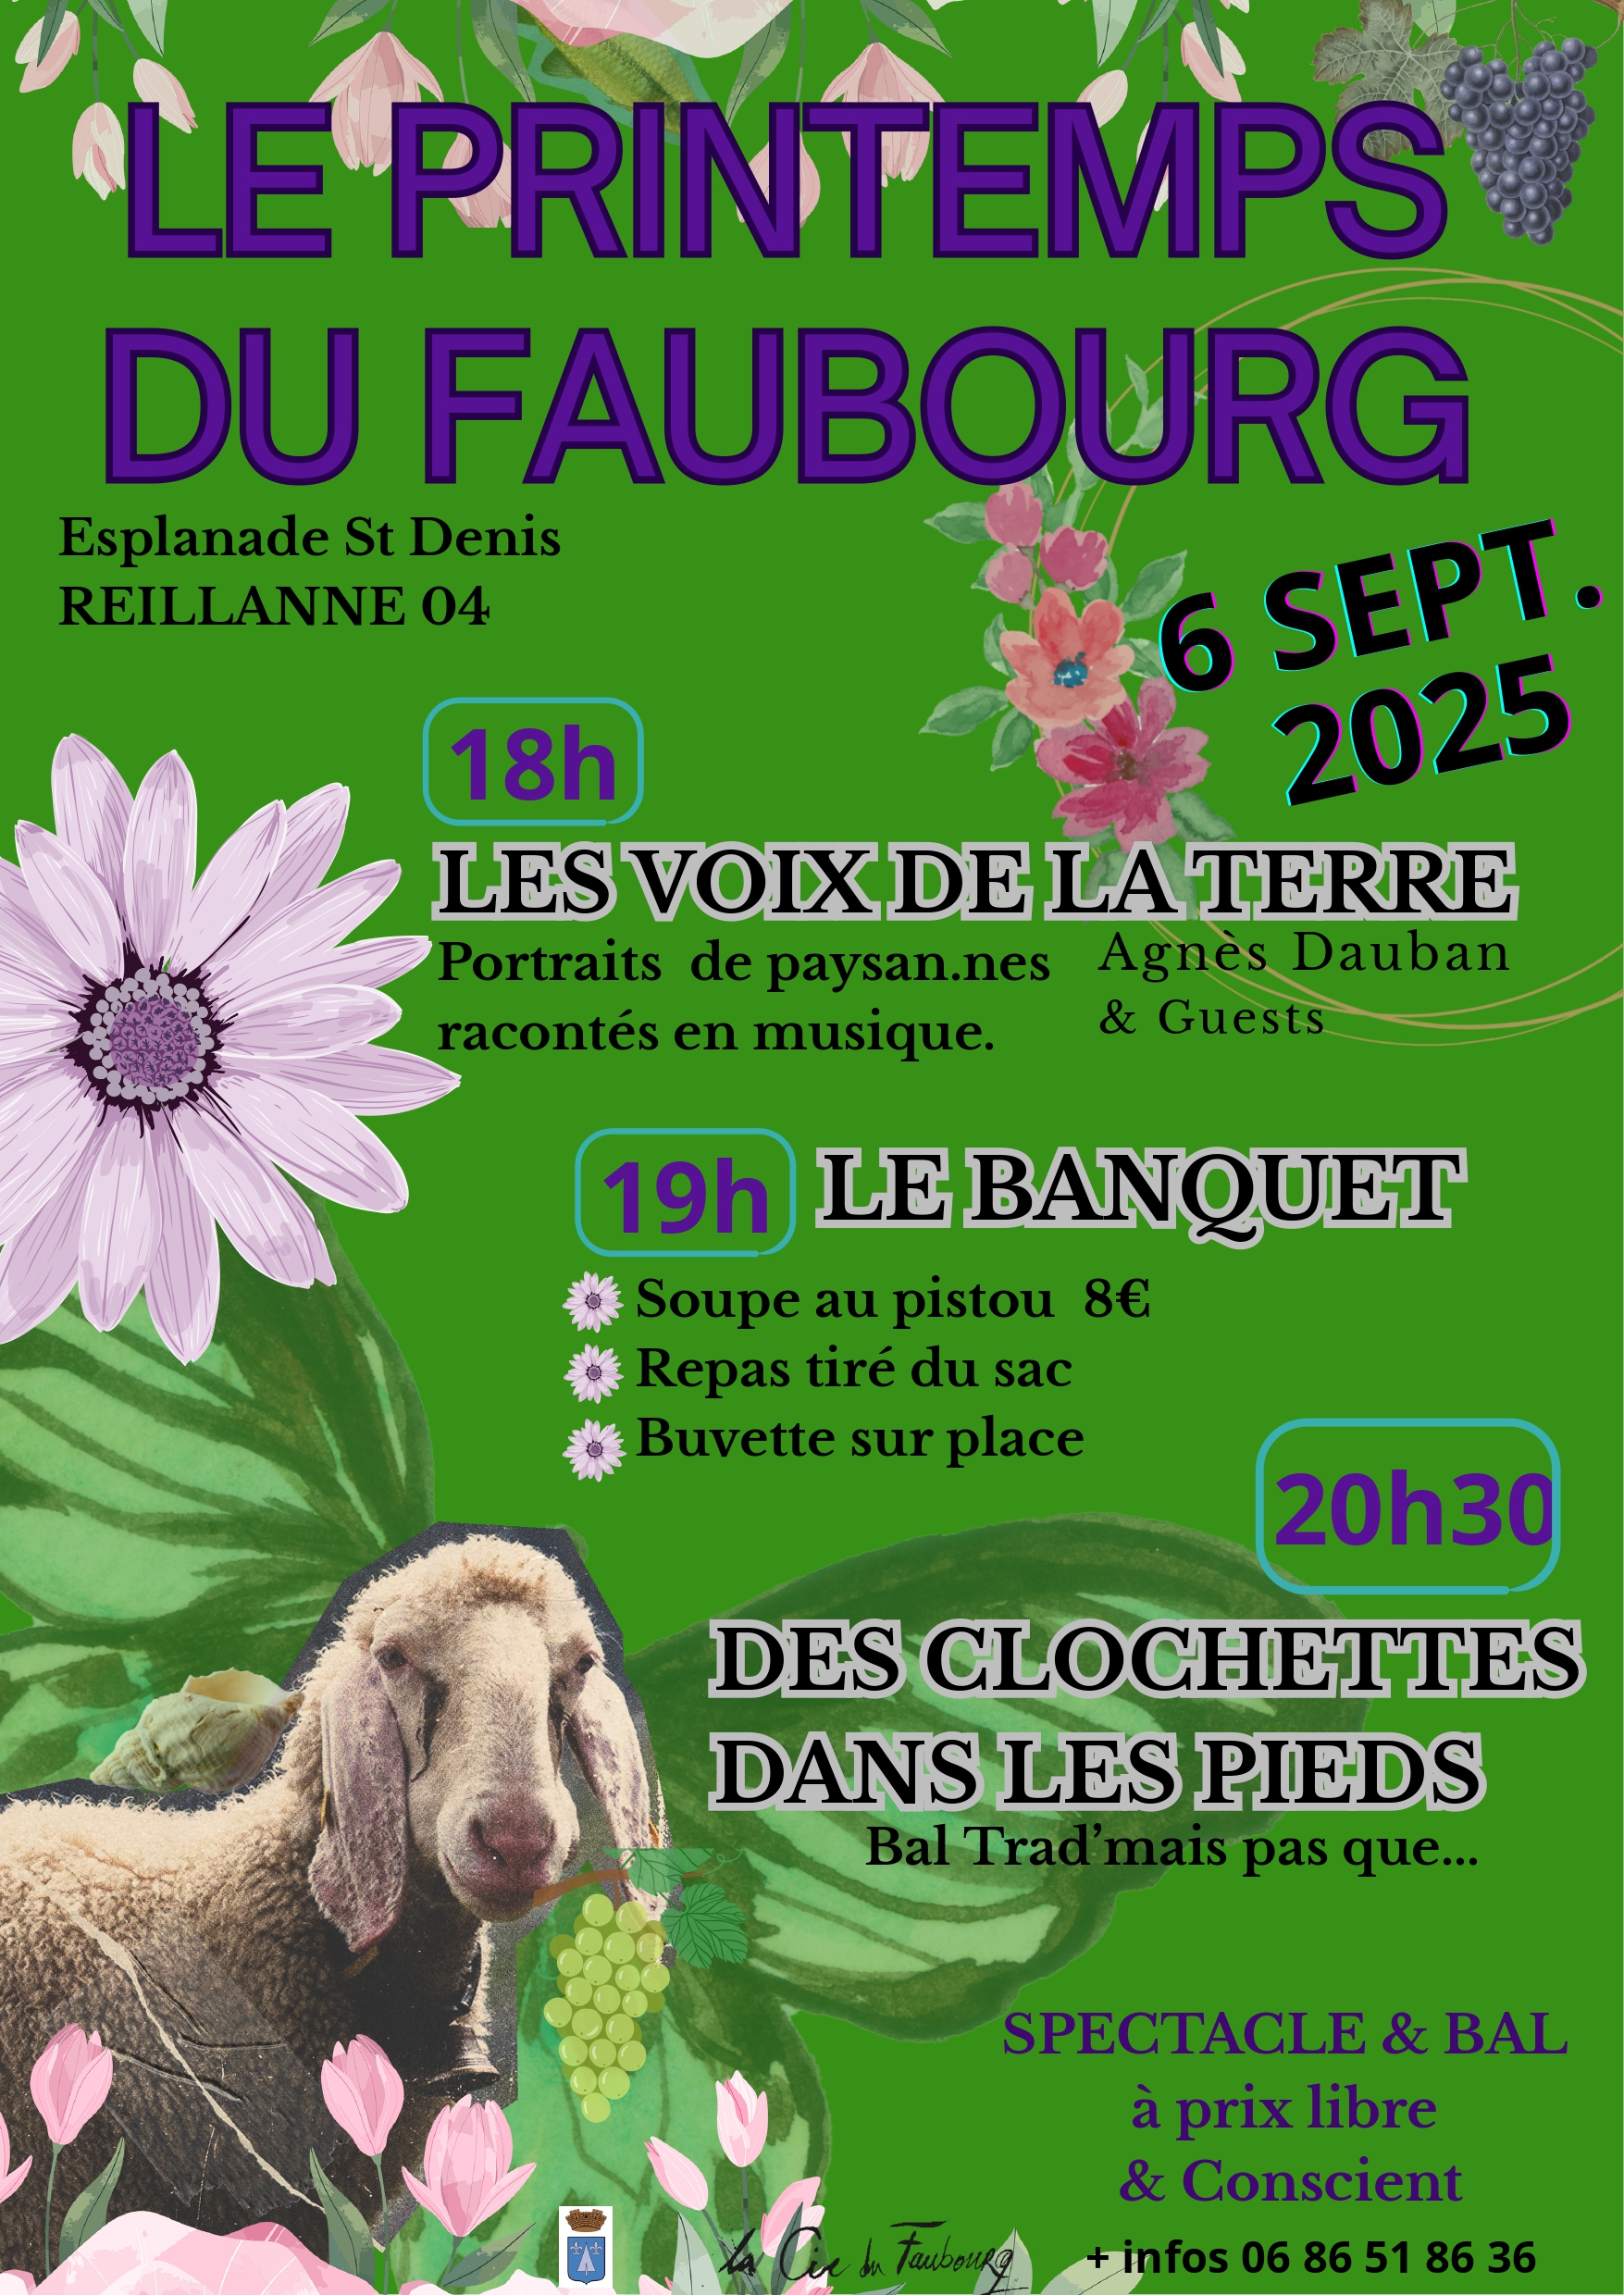 LE PRINTEMPS
DU FAUBOURG
Esplanade St Denis
REILLANNE 04
6 SEPT.
2025
18h
LES VOIX DE LA TERRE
Portraits de paysan.nes
racontés en musique.
Agnès Dauban
& Guests
19h
LE BANQUET
Soupe au pistou 8€
Repas tiré du sac
Buvette sur place
20h30
DES CLOCHETTES
DANS LES PIEDS
Bal Trad'mais pas que...
SPECTACLE & BAL
à prix libre
& Conscient
la Cie du Faubourg
+ infos 06 86 51 86 36